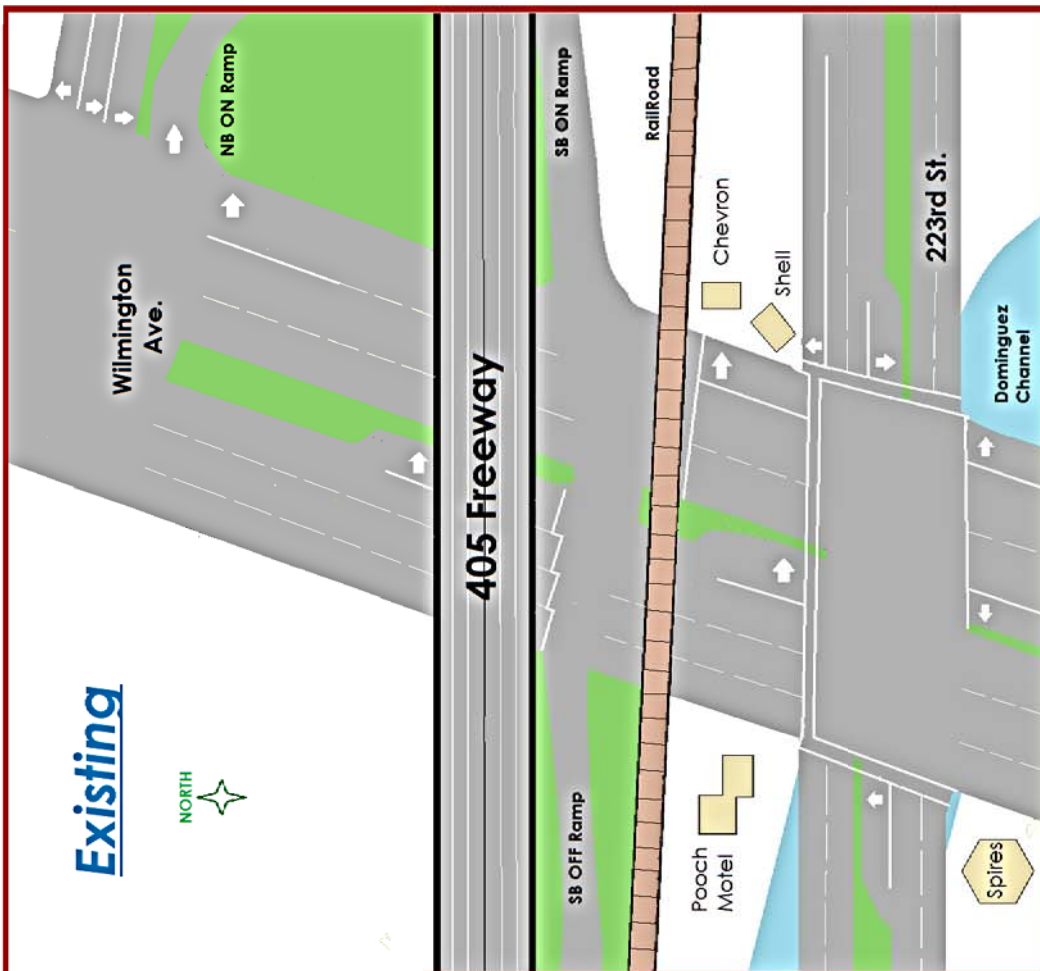 Existing
NORTH
Wilmington
Ave.
NB ON Ramp
405 Freeway
SB ON Ramp
SB OFF Ramp
RailRoad
Chevron
Shell
Pooch
Motel
223rd St.
Dominguez
Channel
Spires